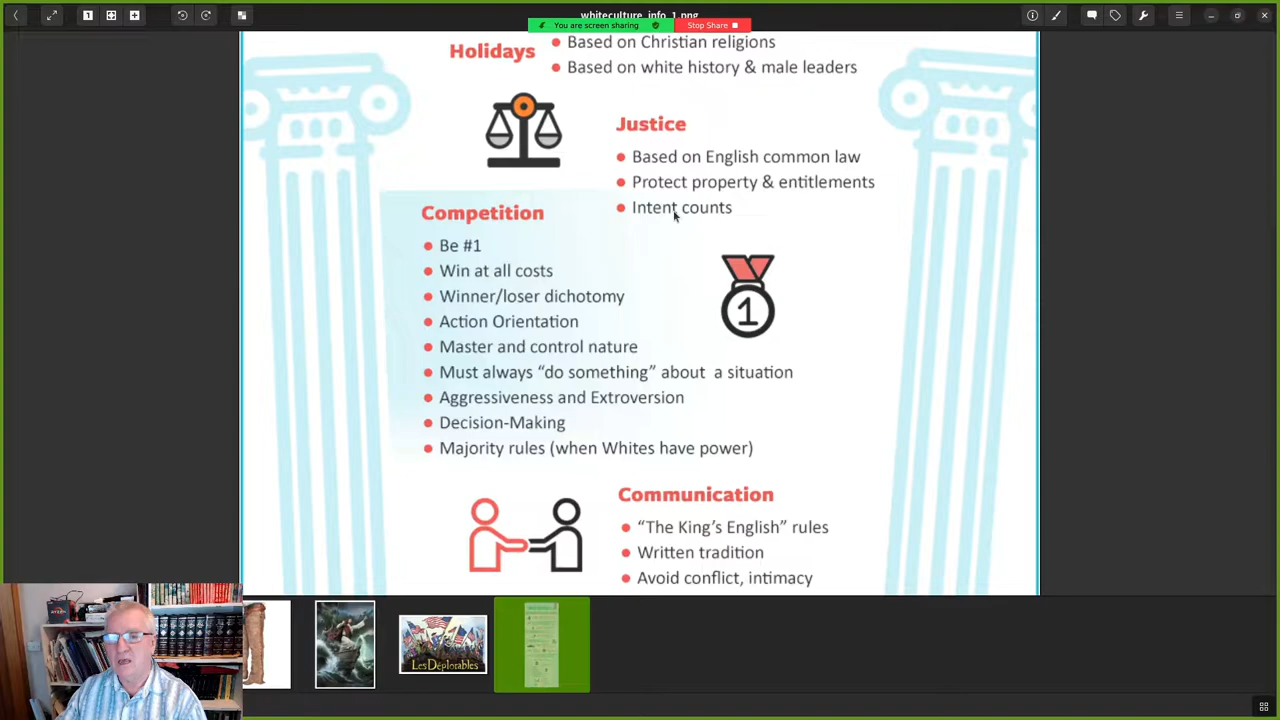 whiteculture_info_1.png
You are screen sharing
Stop Share
1
Holidays
Based on Christian religions
Based on white history & male leaders
Justice
Based on English common law
Protect property & entitlements
Intent counts
Competition
Be #1
Win at all costs
Winner/loser dichotomy
Action Orientation
Master and control nature
Must always “do something” about a situation
Aggressiveness and Extroversion
Decision-Making
Majority rules (when Whites have power)
1
Communication
“The King’s English” rules
Written tradition
Avoid conflict, intimacy
RYZEN
Les Déplorables